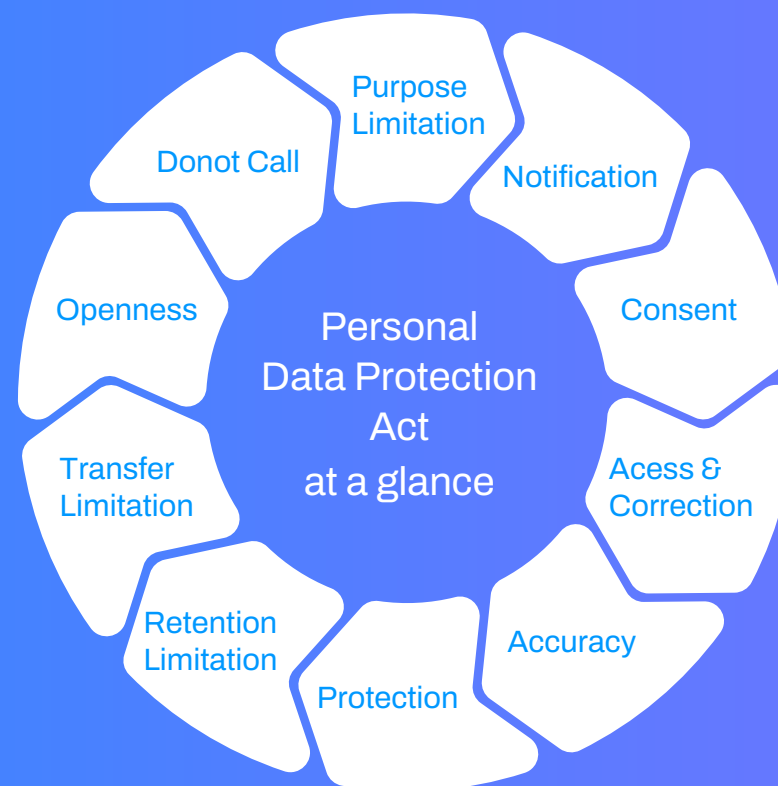 Purpose
Limitation
Notification
Consent
Acess &
Correction
Accuracy
Protection
Retention
Limitation
Transfer
Limitation
Openness
Donot Call
Personal
Data Protection
Act
at a glance